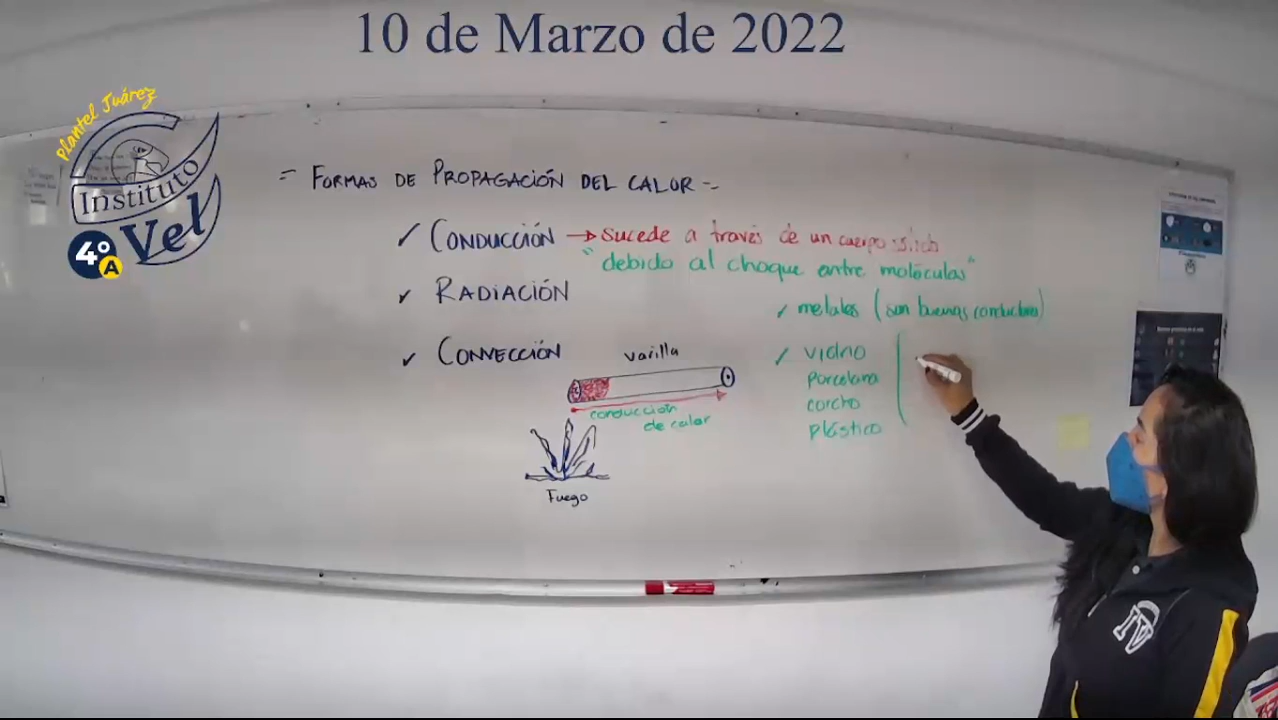 10 de Marzo de 2022
Plantel Juárez
Instituto
Vel
4º
A
= FORMAS DE PROPAGACIÓN DEL CALOR =
✓ CONDUCCIÓN → Sucede a través de un cuerpo sólido
"debido al choque entre moléculas"
✓ RADIACIÓN
✓ metales (son buenos conductores)
✓ CONVECCIÓN
varilla
✓ vidrio
porcelana
corcho
plástico
conducción
de calor
Fuego
IV